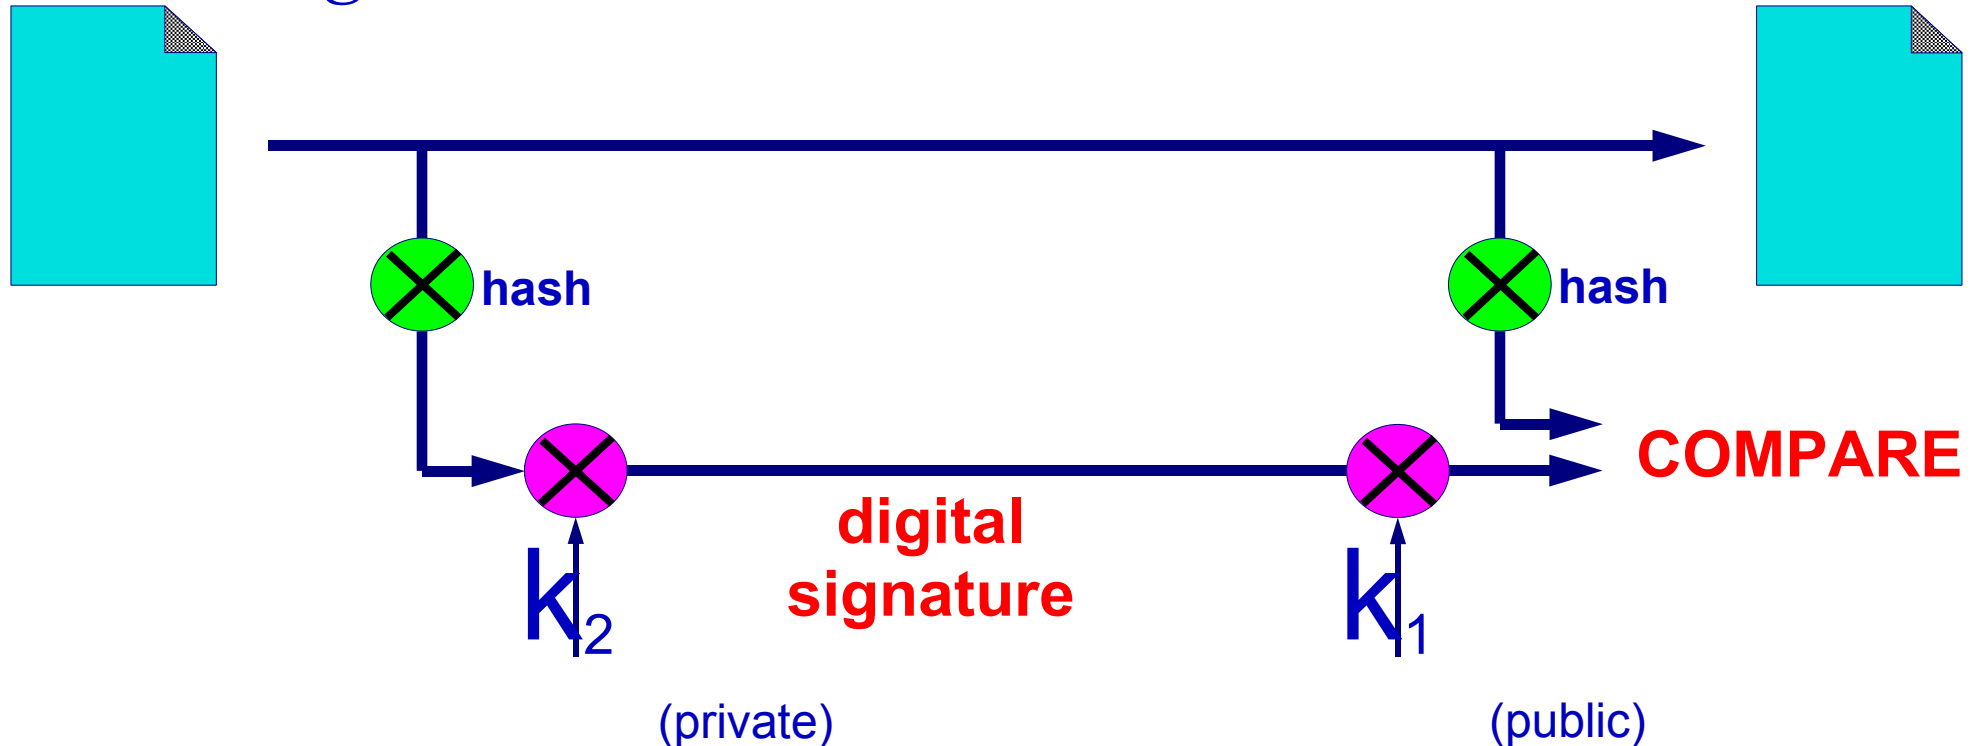 hash
hash
COMPARE
digital
signature
k2
k1
(private)
(public)